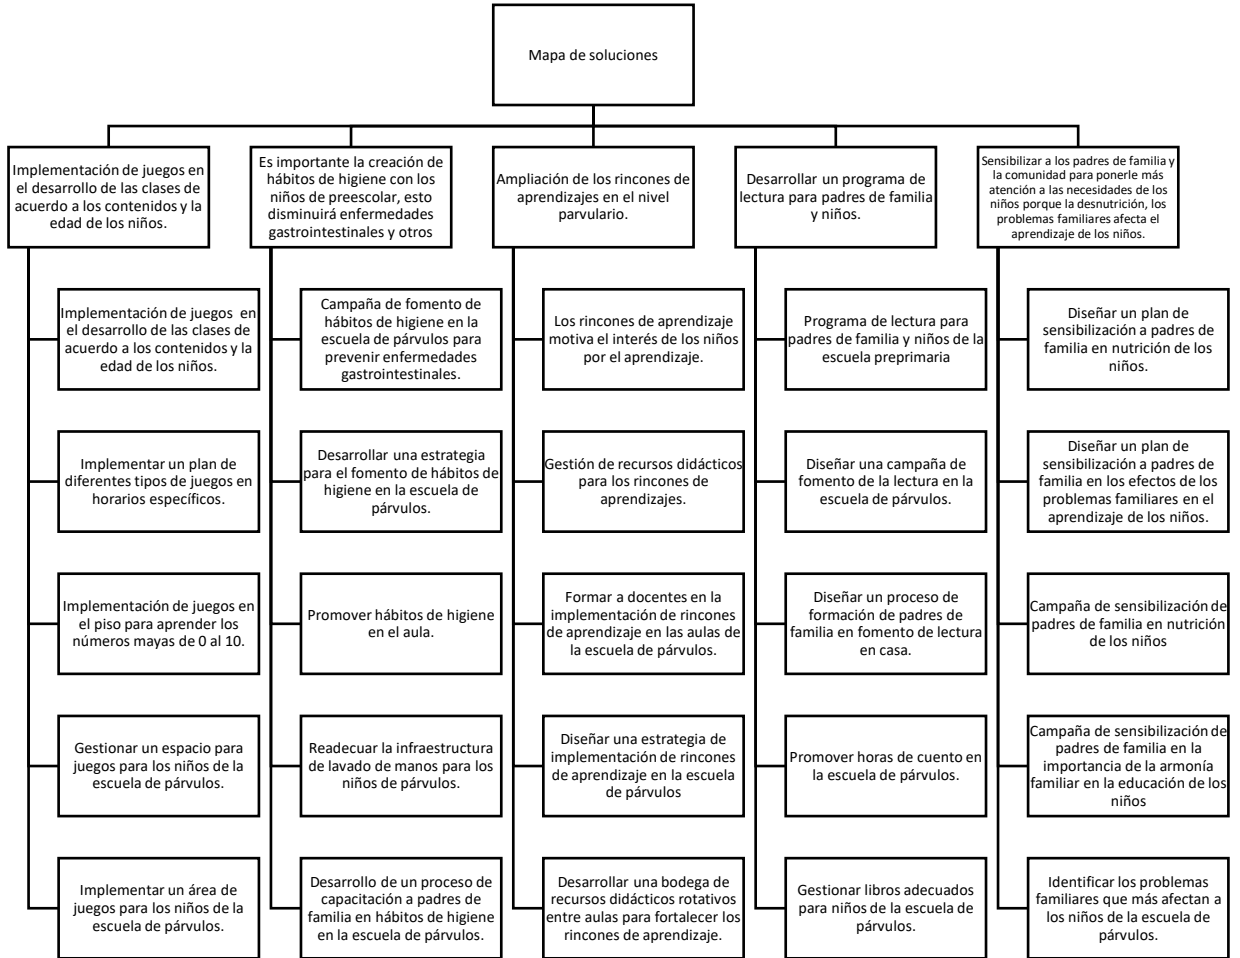 Mapa de soluciones
Implementación de juegos en
el desarrollo de las clases de
acuerdo a los contenidos y la
edad de los niños.
Implementación de juegos en
el desarrollo de las clases de
acuerdo a los contenidos y la
edad de los niños.
Implementar un plan de
diferentes tipos de juegos en
horarios específicos.
Implementación de juegos en
el piso para aprender los
números mayas de 0 al 10.
Gestionar un espacio para
juegos para los niños de la
escuela de párvulos.
Implementar un área de
juegos para los niños de la
escuela de párvulos.
Es importante la creación de
hábitos de higiene con los
niños de preescolar, esto
disminuirá enfermedades
gastrointestinales y otros
Campaña de fomento de
hábitos de higiene en la
escuela de párvulos para
prevenir enfermedades
gastrointestinales.
Desarrollar una estrategia
para el fomento de hábitos de
higiene en la escuela de
párvulos.
Promover hábitos de higiene
en el aula.
Readecuar la infraestructura
de lavado de manos para los
niños de párvulos.
Desarrollo de un proceso de
capacitación a padres de
familia en hábitos de higiene
en la escuela de párvulos.
Ampliación de los rincones de
aprendizajes en el nivel
parvulario.
Los rincones de aprendizaje
motiva el interés de los niños
por el aprendizaje.
Gestión de recursos didácticos
para los rincones de
aprendizajes.
Formar a docentes en la
implementación de rincones
de aprendizaje en las aulas de
la escuela de párvulos.
Diseñar una estrategia de
implementación de rincones
de aprendizaje en la escuela
de párvulos
Desarrollar una bodega de
recursos didácticos rotativos
entre aulas para fortalecer los
rincones de aprendizaje.
Desarrollar un programa de
lectura para padres de familia
y niños.
Programa de lectura para
padres de familia y niños de la
escuela preprimaria
Diseñar una campaña de
fomento de la lectura en la
escuela de párvulos.
Diseñar un proceso de
formación de padres de
familia en fomento de lectura
en casa.
Promover horas de cuento en
la escuela de párvulos.
Gestionar libros adecuados
para niños de la escuela de
párvulos.
Sensibilizar a los padres de familia y
la comunidad para ponerle más
atención a las necesidades de los
niños porque la desnutrición, los
problemas familiares afecta el
aprendizaje de los niños.
Diseñar un plan de
sensibilización a padres de
familia en nutrición de los
niños.
Diseñar un plan de
sensibilización a padres de
familia en los efectos de los
problemas familiares en el
aprendizaje de los niños.
Campaña de sensibilización de
padres de familia en nutrición
de los niños
Campaña de sensibilización de
padres de familia en la
importancia de la armonía
familiar en la educación de los
niños
Identificar los problemas
familiares que más afectan a
los niños de la escuela de
párvulos.